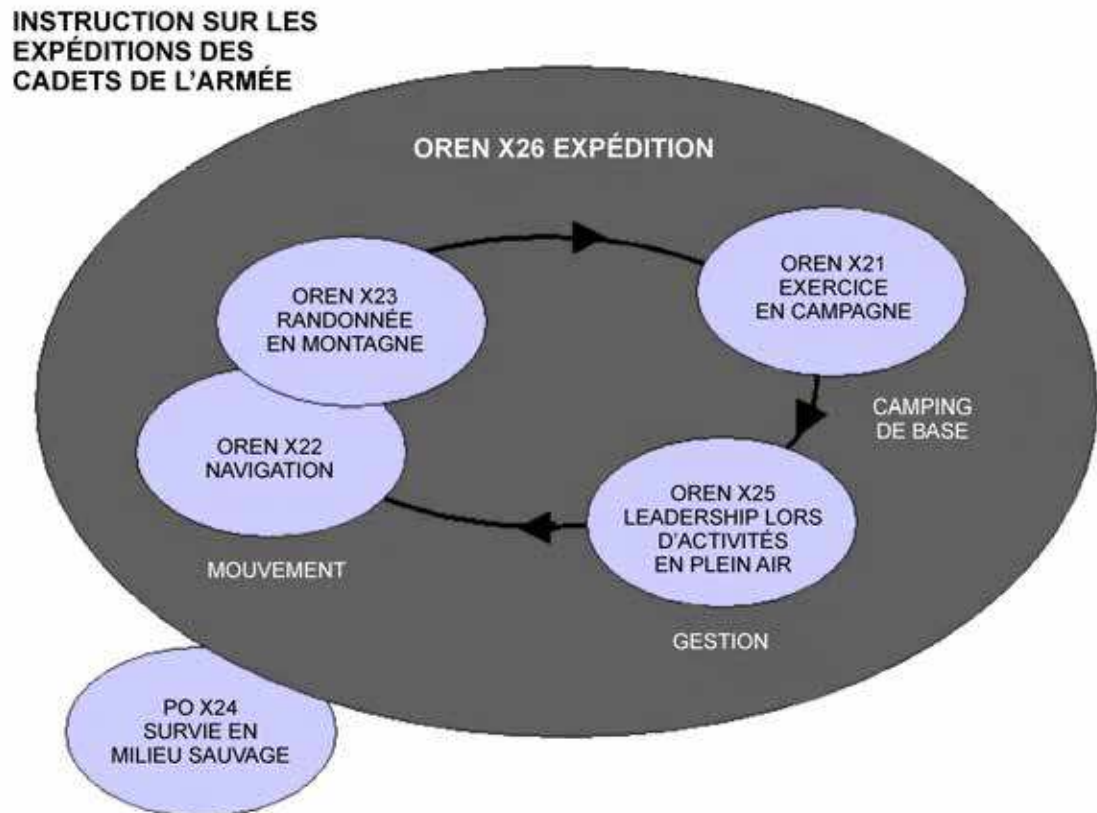 INSTRUCTION SUR LES
EXPÉDITIONS DES
CADETS DE L'ARMÉE
OREN X26 EXPÉDITION
OREN X23
RANDONNÉE
EN MONTAGNE
OREN X21
EXERCICE
EN CAMPAGNE
CAMPING
DE BASE
OREN X22
NAVIGATION
OREN X25
LEADERSHIP LORS
D'ACTIVITÉS
EN PLEIN AIR
MOUVEMENT
GESTION
PO X24
SURVIE EN
MILIEU SAUVAGE